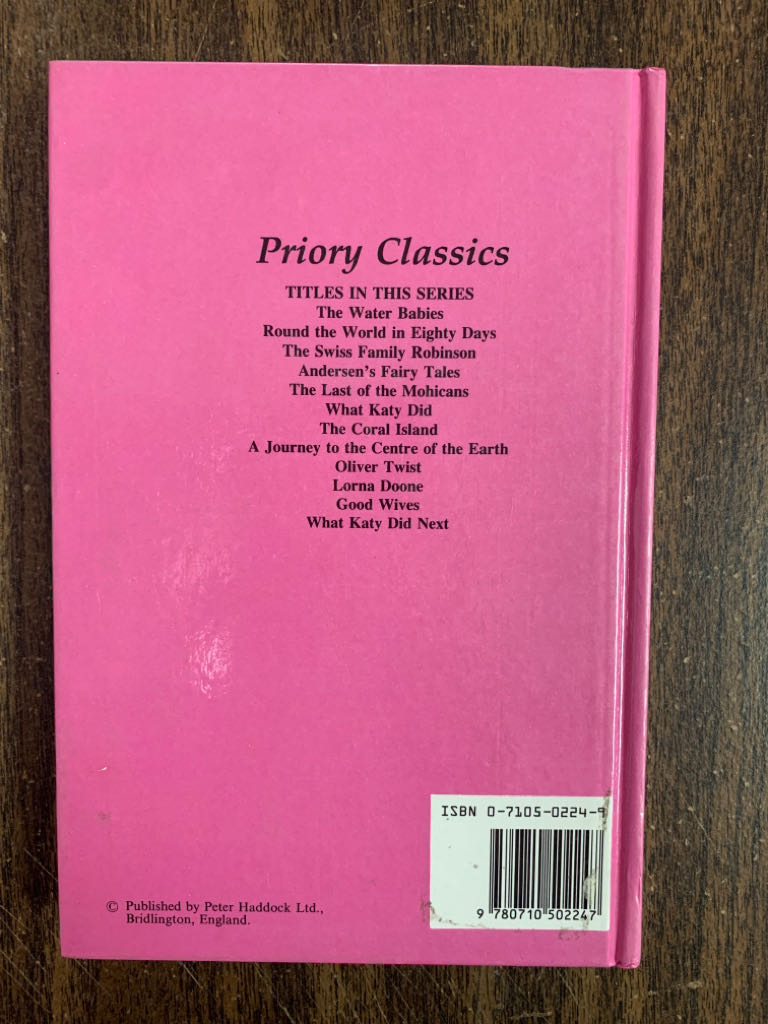 Priory Classics
TITLES IN THIS SERIES
The Water Babies
Round the World in Eighty Days
The Swiss Family Robinson
Andersen's Fairy Tales
The Last of the Mohicans
What Katy Did
The Coral Island
A Journey to the Centre of the Earth
Oliver Twist
Lorna Doone
Good Wives
What Katy Did Next
ISBN 0-7105-0224-9
9 780710 502247
© Published by Peter Haddock Ltd.,
Bridlington, England.